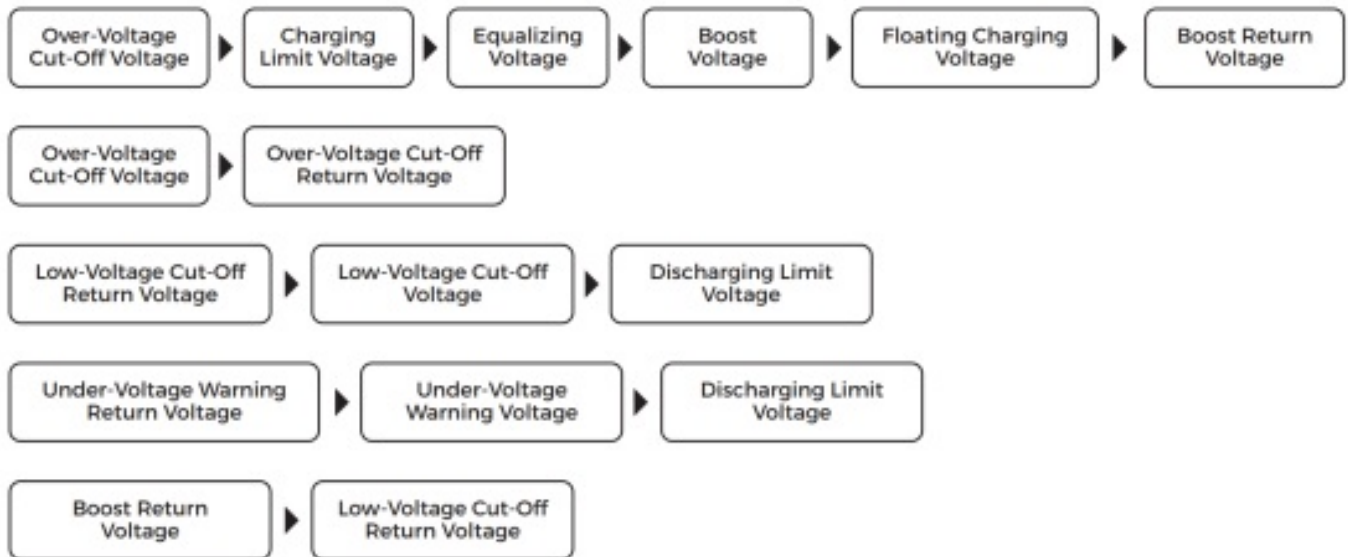 Over-Voltage
Cut-Off Voltage
Charging
Limit Voltage
Equalizing
Voltage
Boost
Voltage
Floating Charging
Voltage
Boost Return
Voltage
Over-Voltage
Cut-Off Voltage
Over-Voltage Cut-Off
Return Voltage
Low-Voltage Cut-Off
Return Voltage
Low-Voltage Cut-Off
Voltage
Discharging Limit
Voltage
Under-Voltage Warning
Return Voltage
Under-Voltage
Warning Voltage
Discharging Limit
Voltage
Boost Return
Voltage
Low-Voltage Cut-Off
Return Voltage